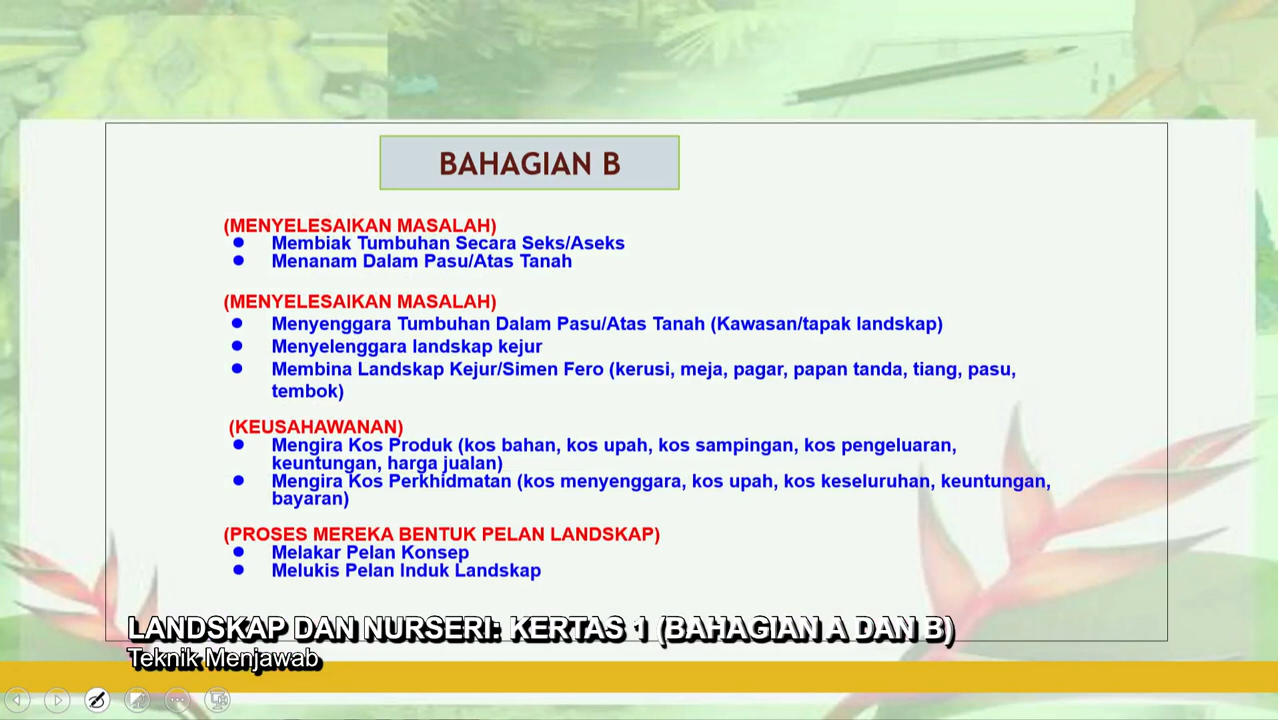 BAHAGIAN B
(MENYELESAIKAN MASALAH)
● Membiak Tumbuhan Secara Seks/Aseks
● Menanam Dalam Pasu/Atas Tanah
(MENYELESAIKAN MASALAH)
● Menyenggara Tumbuhan Dalam Pasu/Atas Tanah (Kawasan/tapak landskap)
● Menyelenggara landskap kejur
● Membina Landskap Kejur/Simen Fero (kerusi, meja, pagar, papan tanda, tiang, pasu,
tembok)
(KEUSAHAWANAN)
● Mengira Kos Produk (kos bahan, kos upah, kos sampingan, kos pengeluaran,
keuntungan, harga jualan)
● Mengira Kos Perkhidmatan (kos menyenggara, kos upah, kos keseluruhan, keuntungan,
bayaran)
(PROSES MEREKA BENTUK PELAN LANDSKAP)
● Melakar Pelan Konsep
● Melukis Pelan Induk Landskap
LANDSKAP DAN NURSERI: KERTAS 1 (BAHAGIAN A DAN B)
Teknik Menjawab